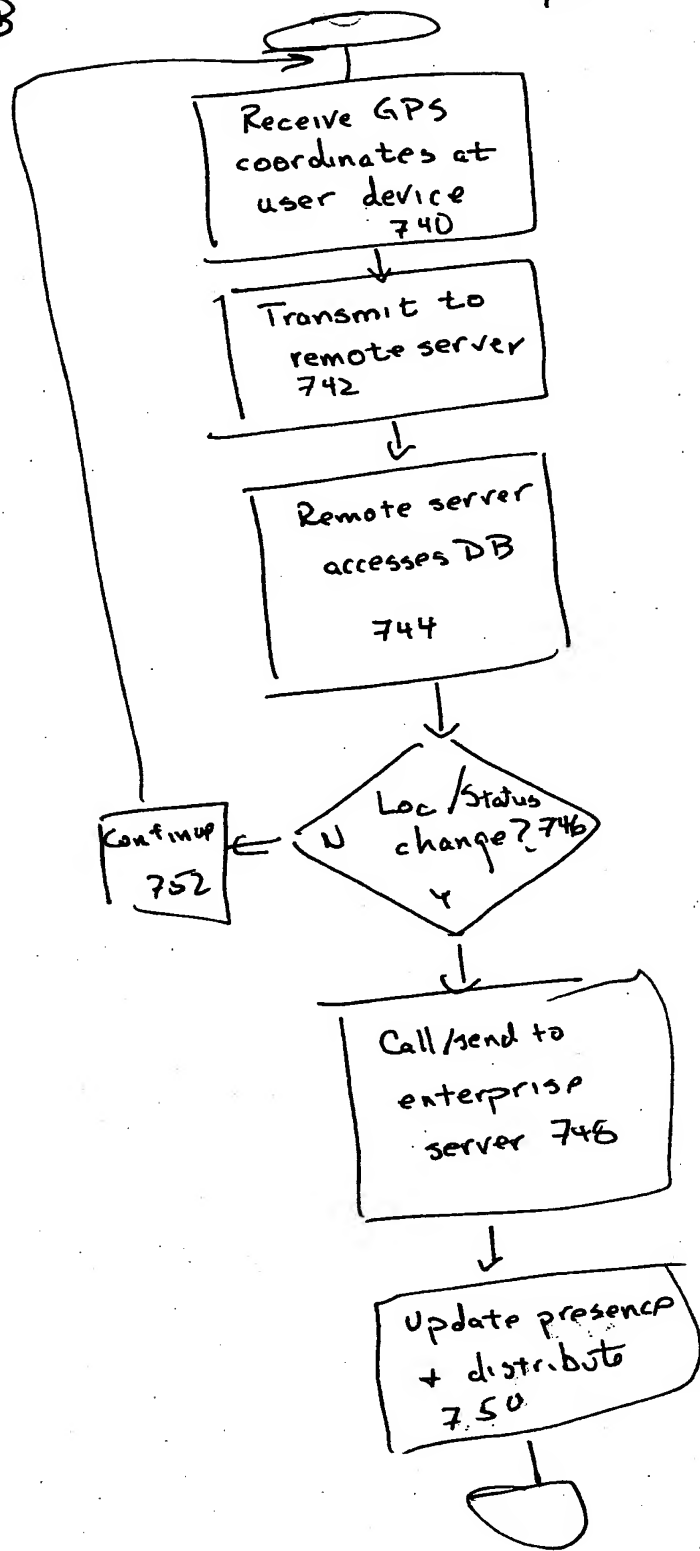 Receive GPS
coordinates at
user device
740
Transmit to
remote server
742
Remote server
accesses DB
744
Loc/Status
change? 746
N
Y
Continue
752
Call/send to
enterprise
server 748
Update presence
+ distribute
750